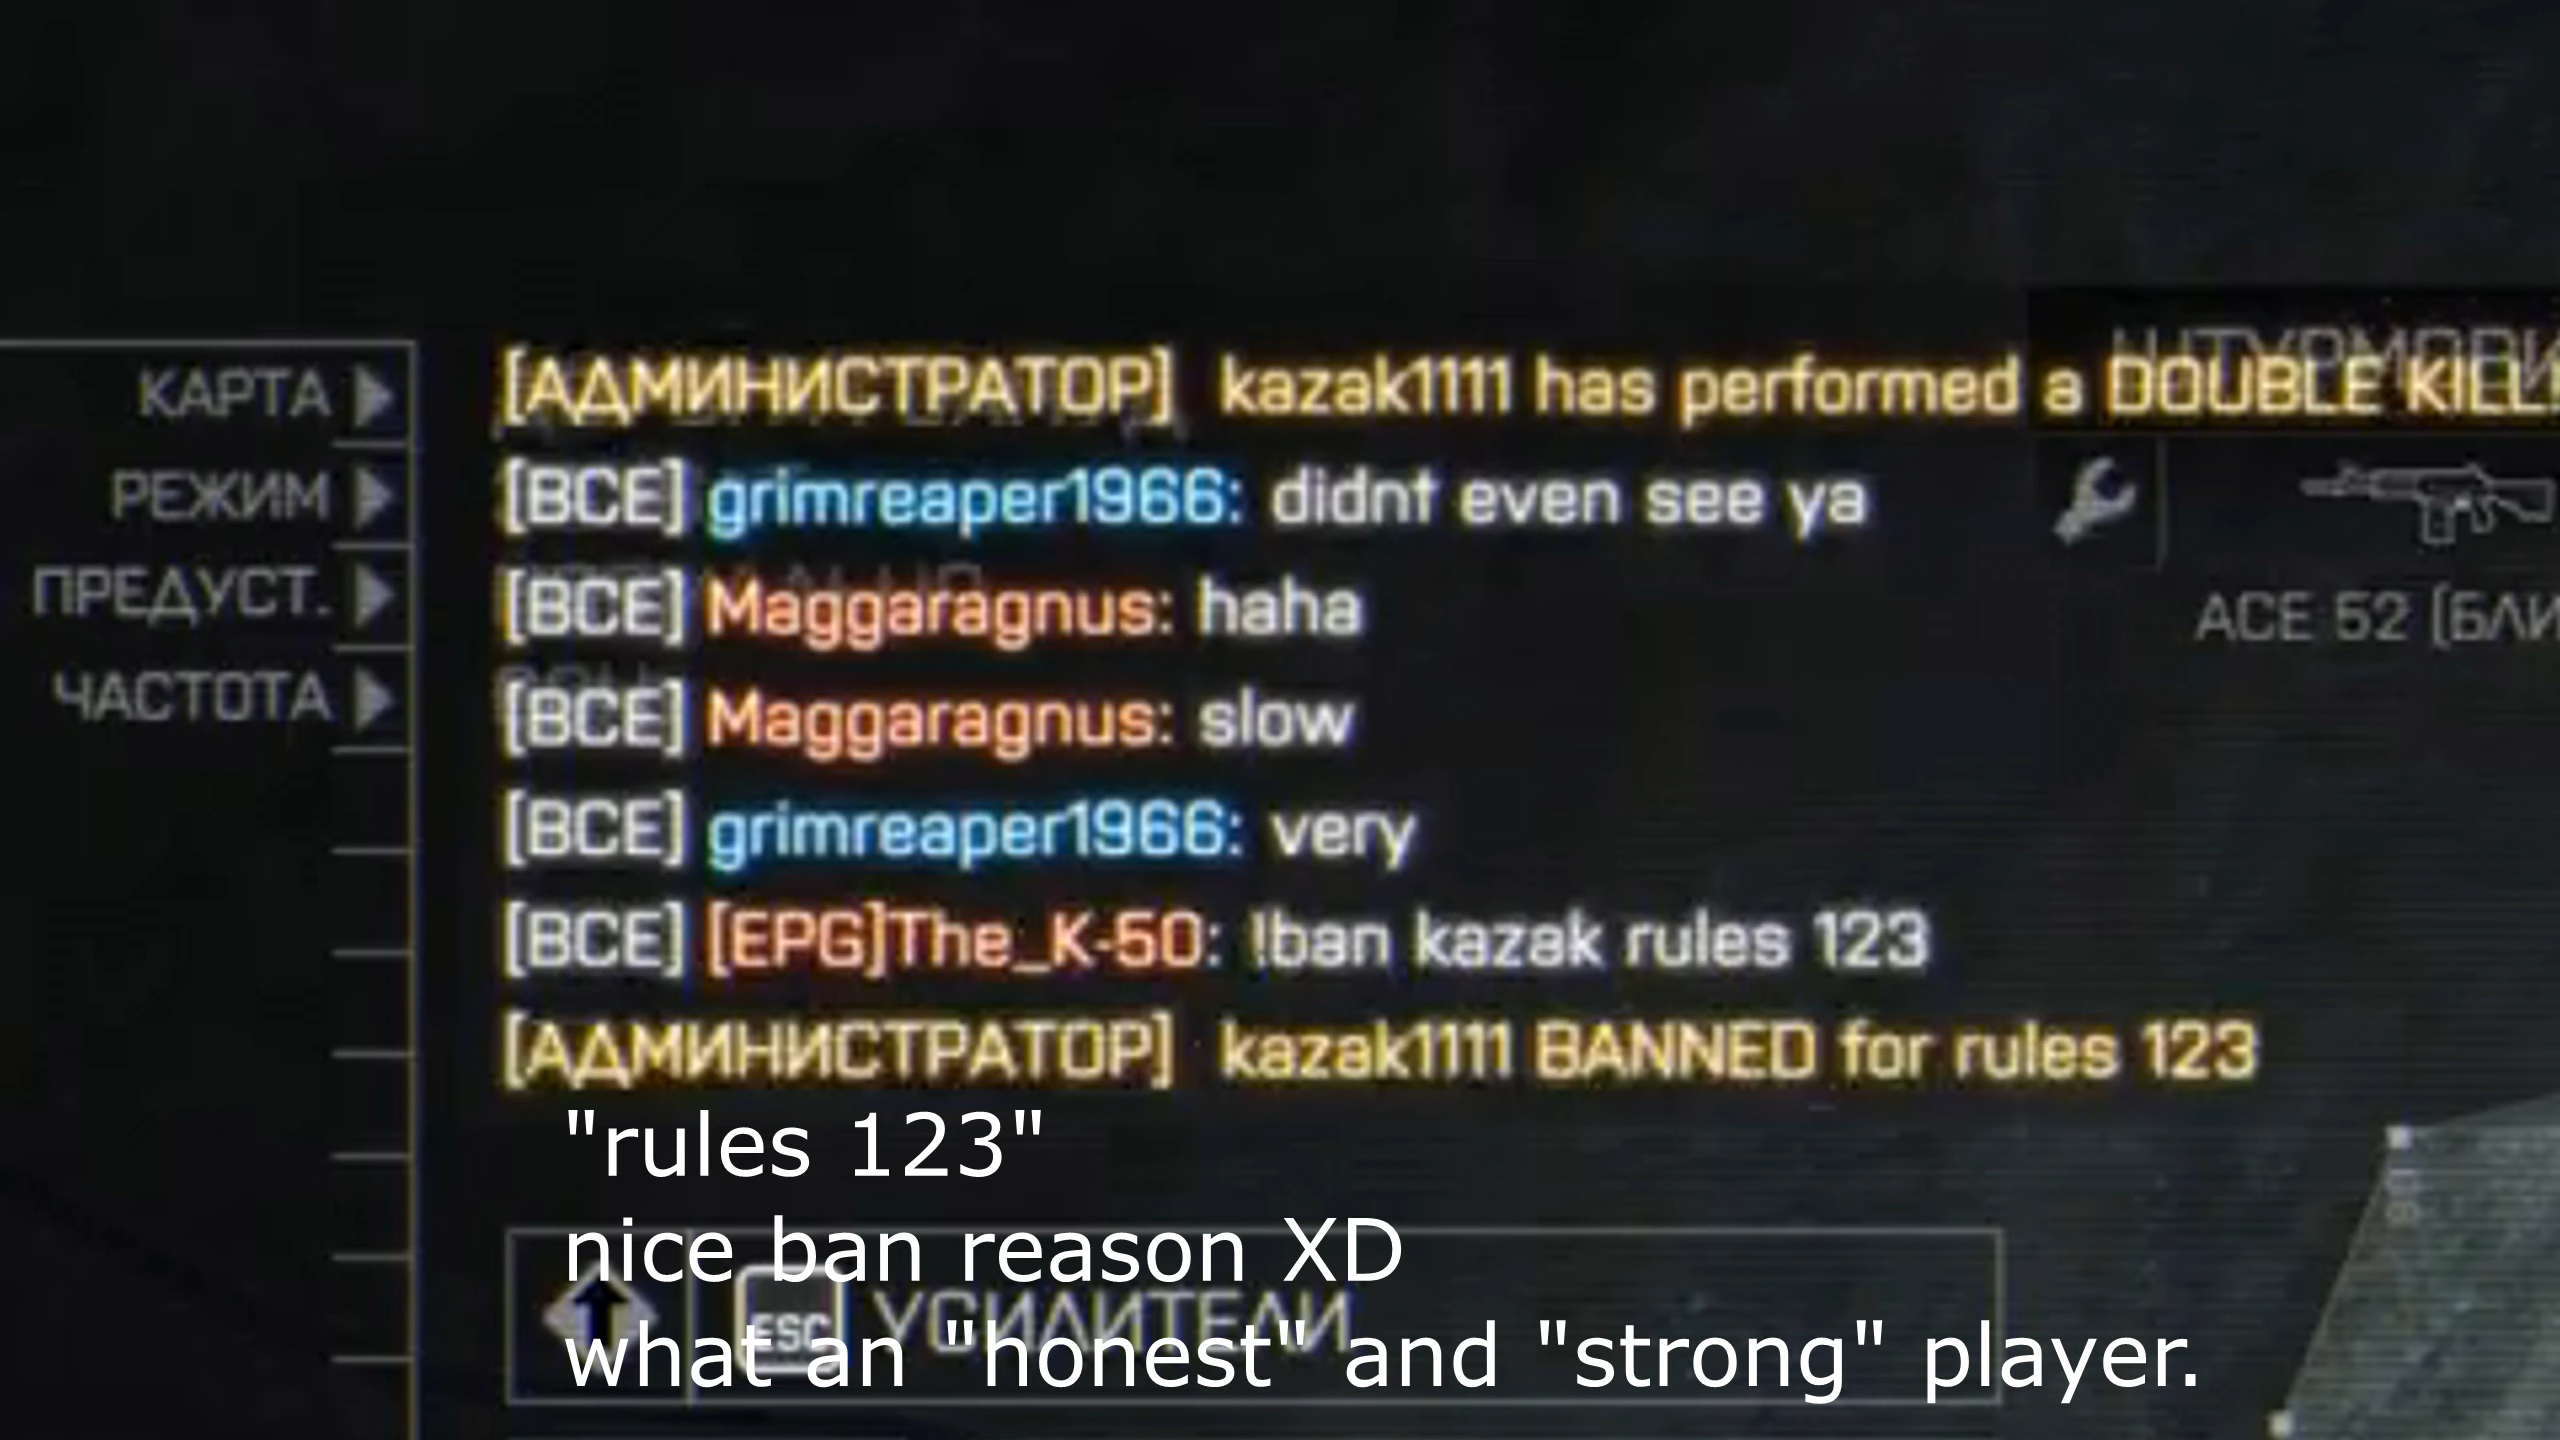 КАРТА
РЕЖИМ
ПРЕДУСТ.
ЧАСТОТА
[АДМИНИСТРАТОР] kazak1111 has performed a DOUBLE KILL!
[ВСЕ] grimreaper1966: didnt even see ya
[ВСЕ] Maggaragnus: haha
[ВСЕ] Maggaragnus: slow
[ВСЕ] grimreaper1966: very
[ВСЕ] [EPG]The_K-50: !ban kazak rules 123
[АДМИНИСТРАТОР] kazak1111 BANNED for rules 123
ACE 52 (БЛИ
"rules 123"
nice ban reason XD
ESC УСИЛИТЕЛИ
what an "honest" and "strong" player.